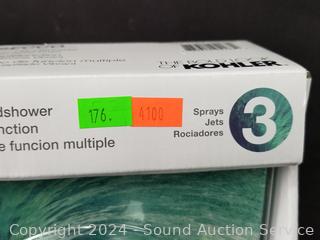 THE BOLD LOOK
OF KOHLER
dshower
nction
e funcion multiple
176.
4100
Sprays
Jets
Rociadores
3
Copyright 2024 - Sound Auction Service